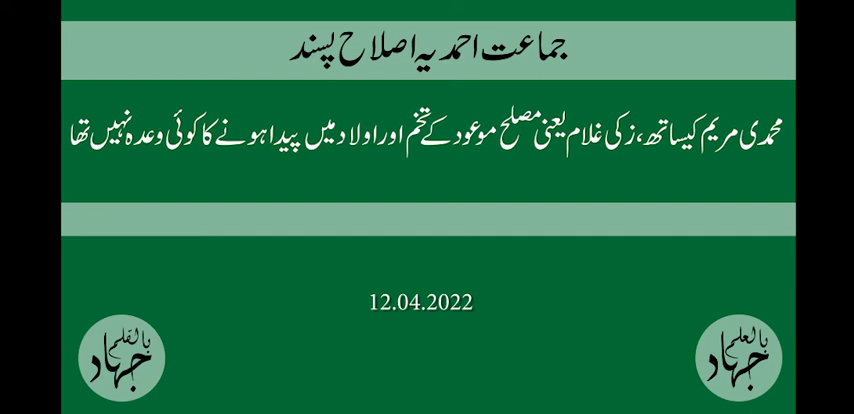 جماعت احمدیہ اصلاح پسند
محمدی مریم کیساتھ، زکی غلام یعنی مصلح موعود کے تخم اور اولاد میں پیدا ہونے کا کوئی وعدہ نہیں تھا
12.04.2022
جہاد بالقلم
جہاد بالعلم